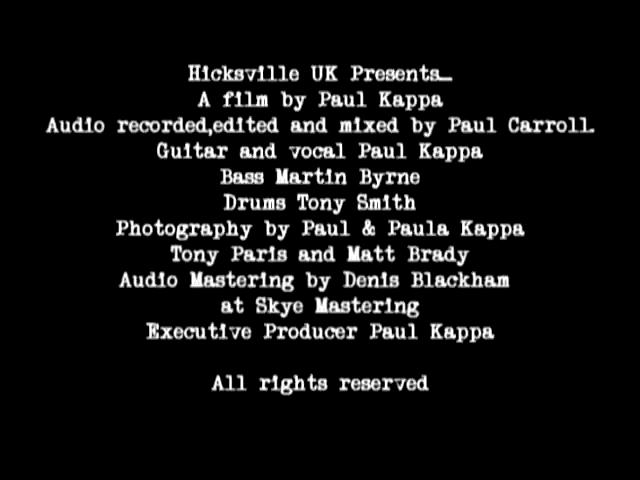 Hicksville UK Presents...
A film by Paul Kappa
Audio recorded,edited and mixed by Paul Carroll.
Guitar and vocal Paul Kappa
Bass Martin Byrne
Drums Tony Smith
Photography by Paul & Paula Kappa
Tony Paris and Matt Brady
Audio Mastering by Denis Blackham
at Skye Mastering
Executive Producer Paul Kappa
All rights reserved